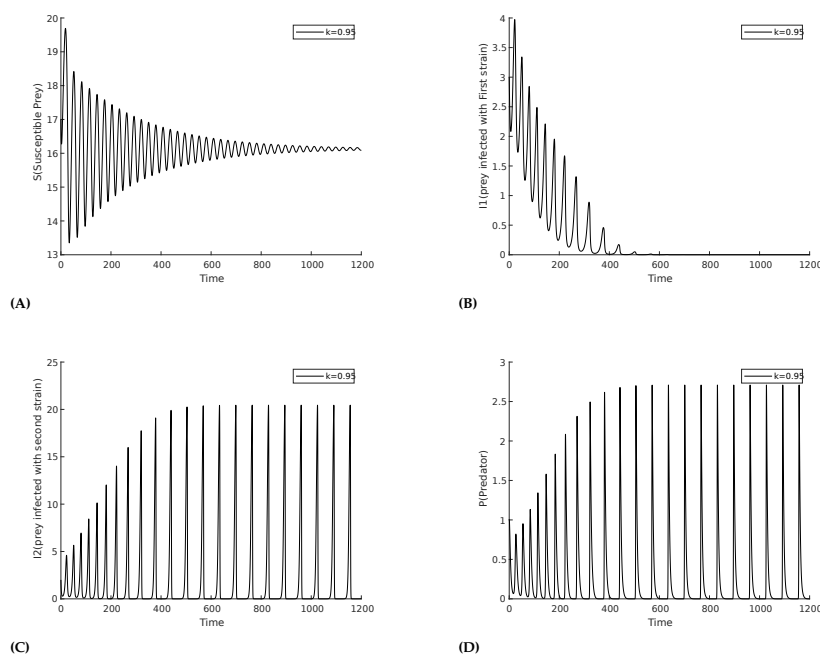 k=0.95
S(Susceptible Prey)
20
19
18
17
16
15
14
13
0 200 400 600 800 1000 1200
Time
(A)
k=0.95
I1(prey infected with First strain)
4
3.5
3
2.5
2
1.5
1
0.5
0
0 200 400 600 800 1000 1200
Time
(B)
k=0.95
I2(prey infected with second strain)
25
20
15
10
5
0
0 200 400 600 800 1000 1200
Time
(C)
k=0.95
P(Predator)
3
2.5
2
1.5
1
0.5
0
0 200 400 600 800 1000 1200
Time
(D)